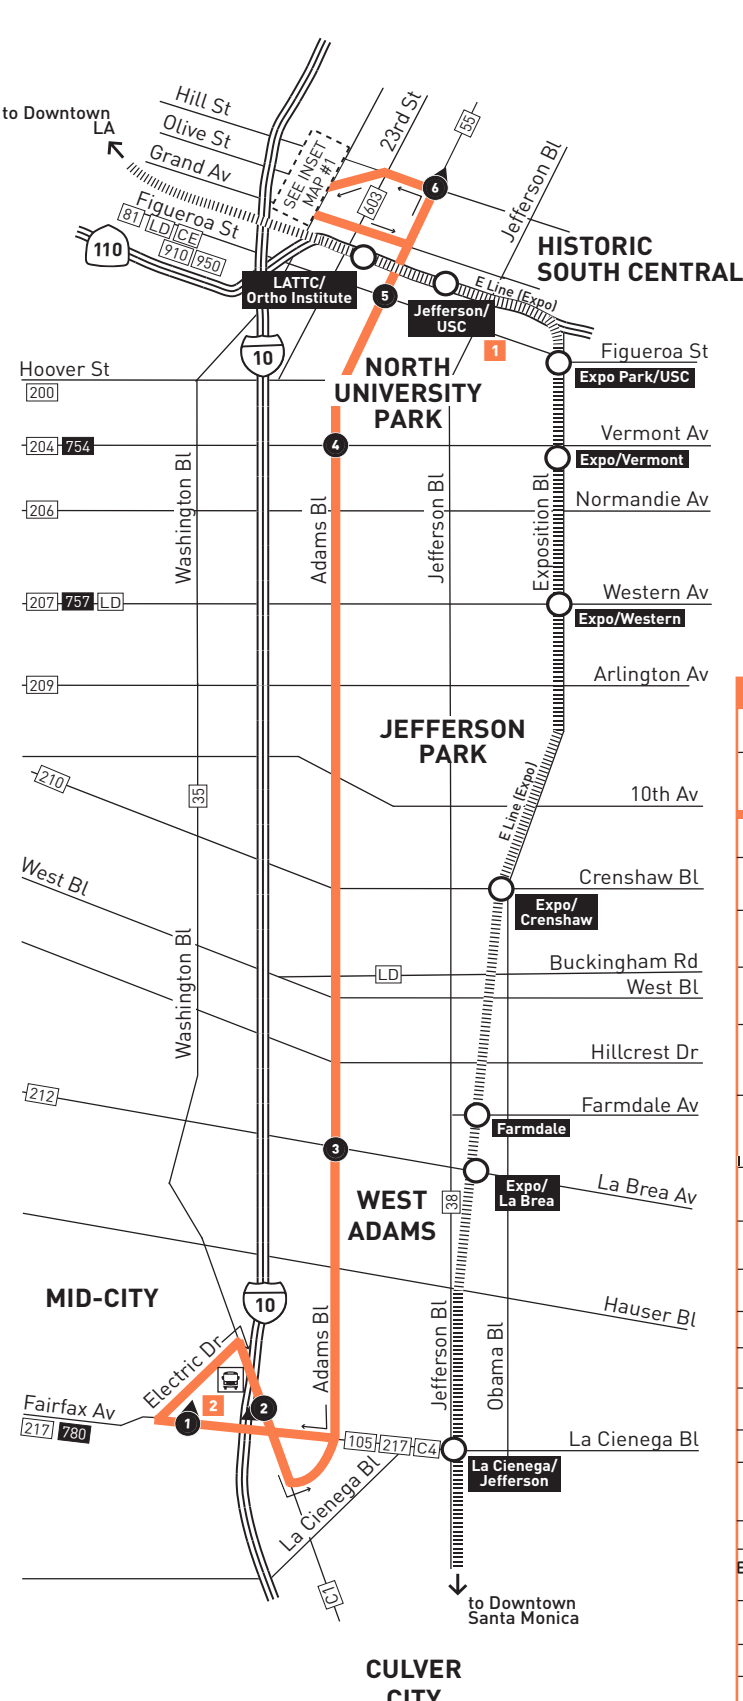 Hill St
to Downtown
LA
Olive St
23rd St
55
Grand Av
SEE INSET
MAP #1
Jefferson Bl
6
603
Figueroa St
81
LD
CE
910
950
110
HISTORIC
SOUTH CENTRAL
LATTC/
Ortho Institute
E Line (Expo)
5
Jefferson/
USC
1
10
Figueroa St
Hoover St
Expo Park/USC
200
NORTH
UNIVERSITY
PARK
Vermont Av
204
754
4
Expo/Vermont
Washington Bl
Adams Bl
Jefferson Bl
Exposition Bl
Normandie Av
206
Western Av
207
757
LD
Expo/Western
Arlington Av
209
JEFFERSON
PARK
210
35
10th Av
E Line (Expo)
West Bl
Crenshaw Bl
Expo/
Crenshaw
Washington Bl
Buckingham Rd
LD
West Bl
Hillcrest Dr
212
Farmdale Av
Farmdale
3
Expo/
La Brea
La Brea Av
WEST
ADAMS
38
MID-CITY
10
Hauser Bl
Adams Bl
Jefferson Bl
Obama Bl
Electric Dr
Fairfax Av
217
780
2
1
2
105
217
C4
La Cienega Bl
La Cienega/
Jefferson
La Cienega Bl
C1
to Downtown
Santa Monica
CULVER
CITY